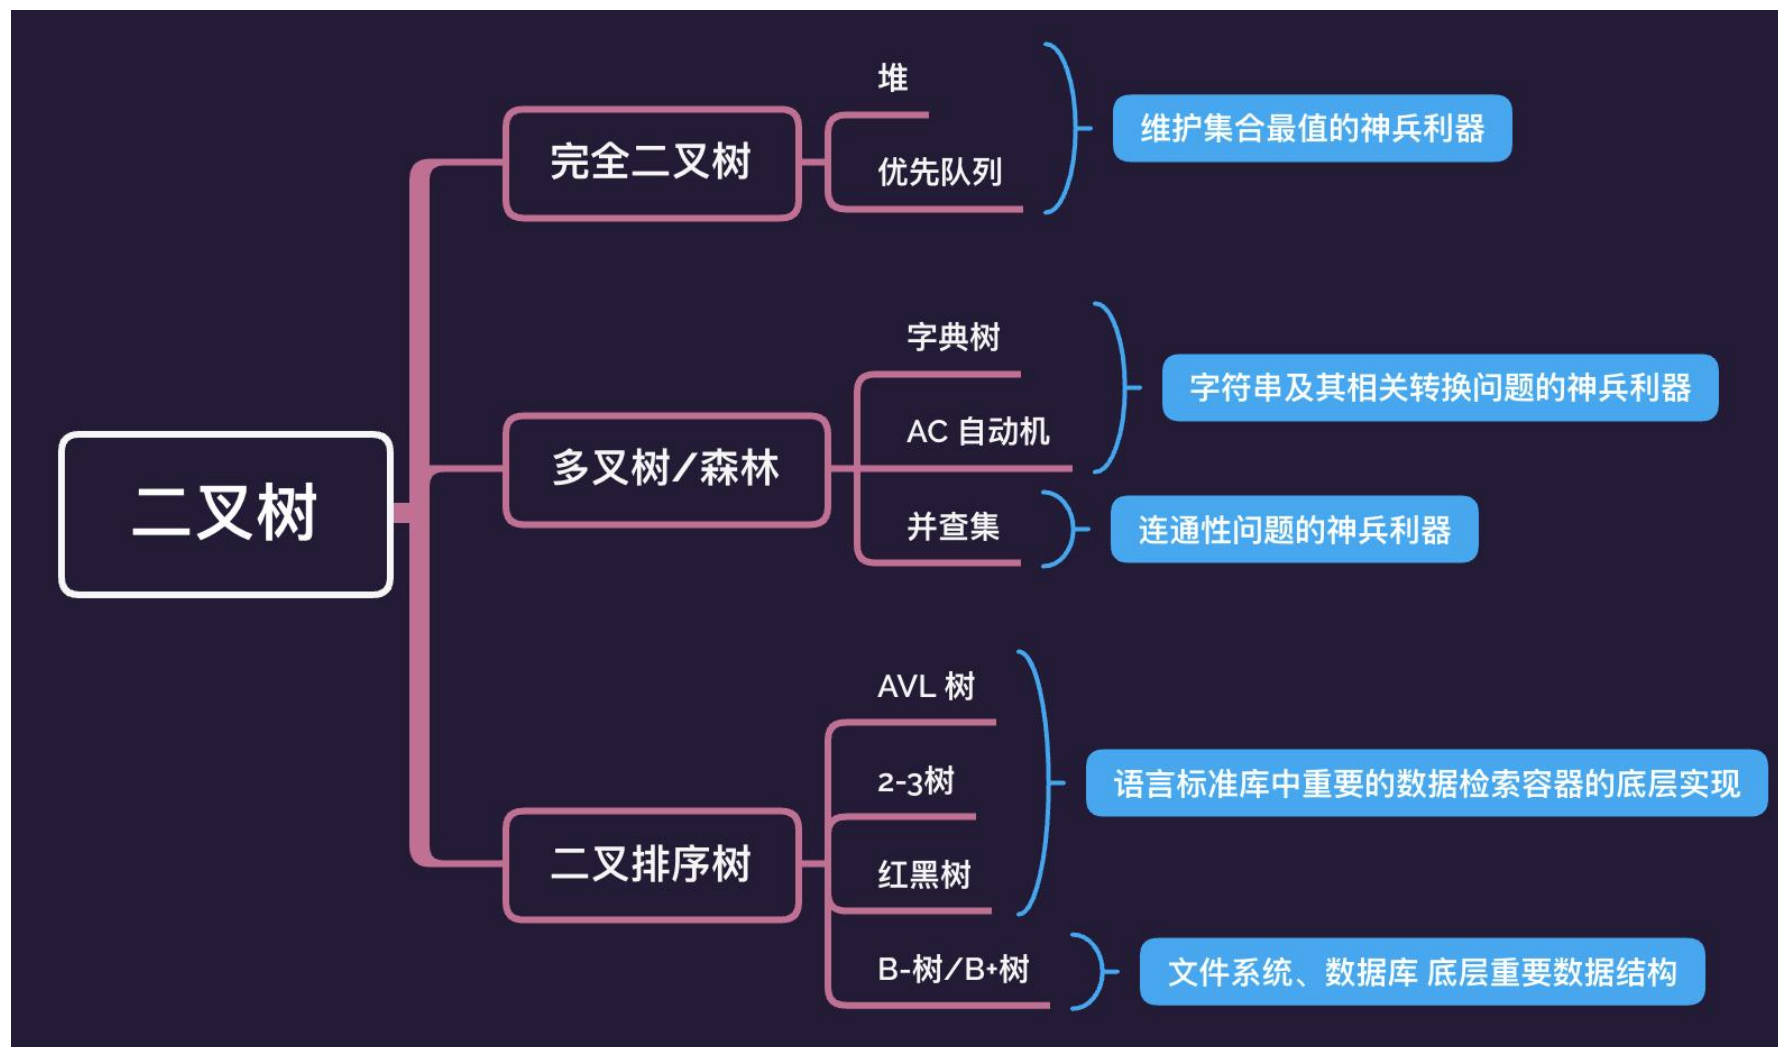 二叉树
完全二叉树
堆
优先队列
维护集合最值的神兵利器
多叉树/森林
字典树
AC 自动机
字符串及其相关转换问题的神兵利器
并查集
连通性问题的神兵利器
二叉排序树
AVL 树
2-3树
红黑树
语言标准库中重要的数据检索容器的底层实现
B-树/B+树
文件系统、数据库 底层重要数据结构